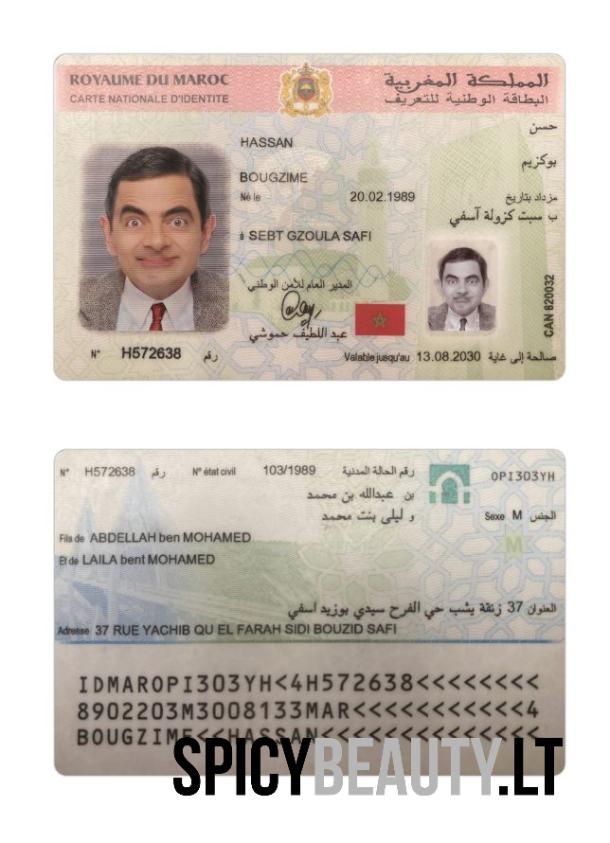 ROYAUME DU MAROC
المملكة المغربية
CARTE NATIONALE D'IDENTITE
البطاقة الوطنية للتعريف
حسن
HASSAN
بوكزيم
BOUGZIME
Né le 20.02.1989 مزداد بتاريخ
ب سبت كزولة آسفي
à SEBT GZOULA SAFI
المدير العام للأمن الوطني
عبد اللطيف حموشي
CAN 620032
N° H572638 رقم
Valable jusqu'au 13.08.2030 صالحة إلى غاية
N° H572638 رقم
N° état civil 103/1989 رقم الحالة المدنية
OPI303YH
بن عبدالله بن محمد
و ليلى بنت محمد
Sexe M الجنس
M
Fils de ABDELLAH ben MOHAMED
Et de LAILA bent MOHAMED
العنوان 37 زنقة يشب حي الفرح سيدي بوزيد آسفي
Adresse 37 RUE YACHIB QU EL FARAH SIDI BOUZID SAFI
IDMAROPI303YH<4H572638<<<<<<<<
8902203M3008133MAR<<<<<<<<<<<4
BOUGZIME<<HASSAN<<<<<<<<<<<<<<
SPICYBEAUTY.LT